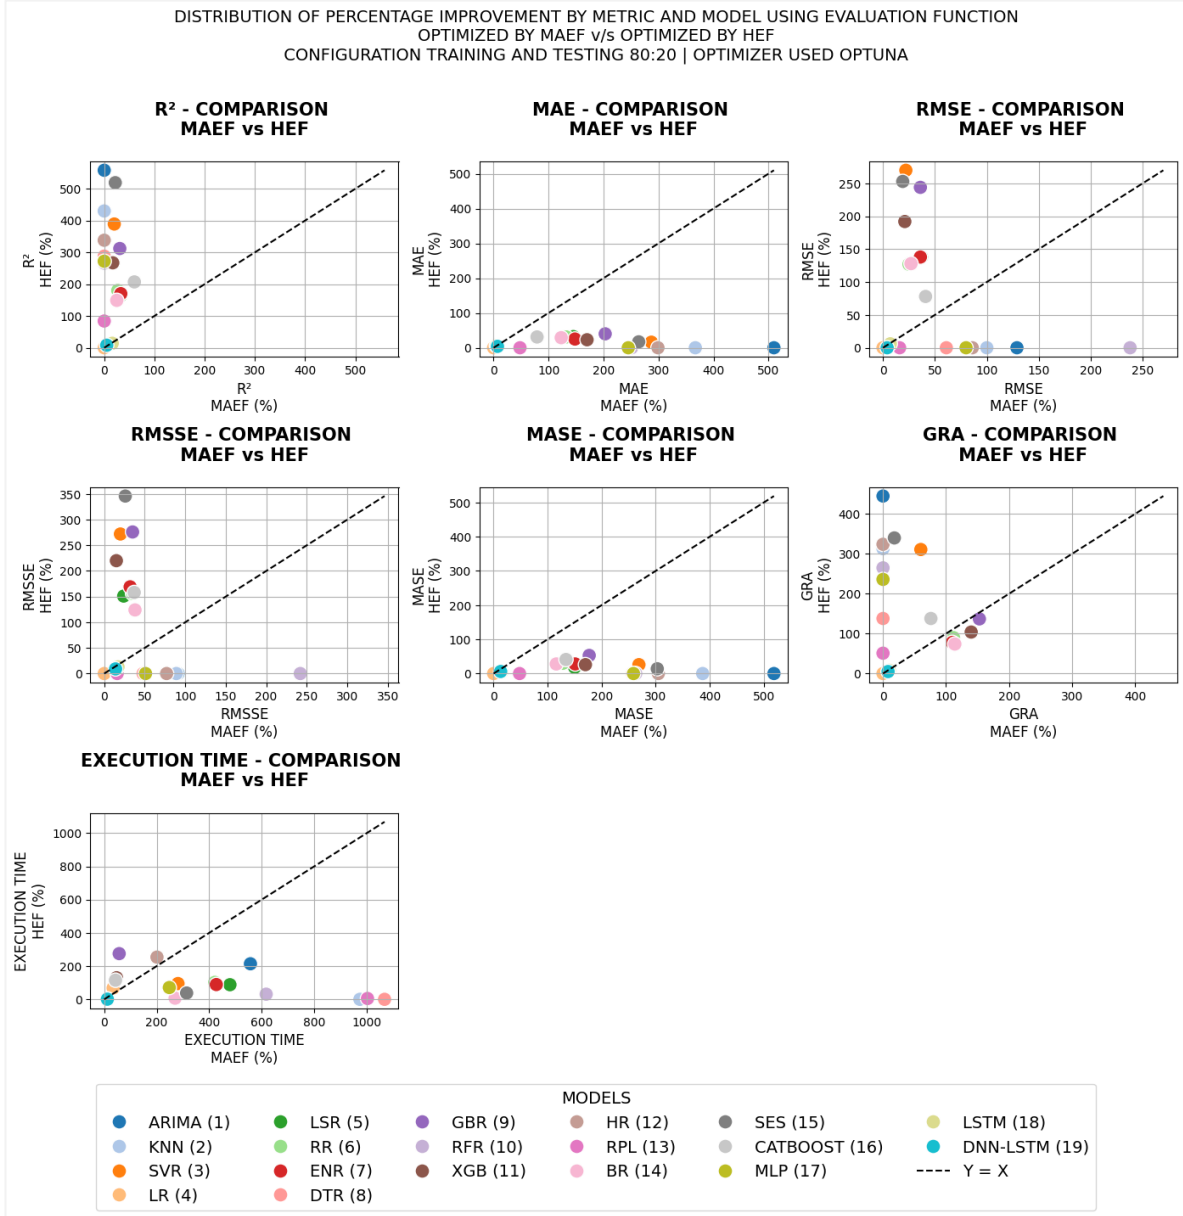 DISTRIBUTION OF PERCENTAGE IMPROVEMENT BY METRIC AND MODEL USING EVALUATION FUNCTION
OPTIMIZED BY MAEF v/s OPTIMIZED BY HEF
CONFIGURATION TRAINING AND TESTING 80:20 | OPTIMIZER USED OPTUNA
R² - COMPARISON
MAEF vs HEF
R²
HEF (%)
500
400
300
200
100
0
0 100 200 300 400 500
R²
MAEF (%)
MAE - COMPARISON
MAEF vs HEF
MAE
HEF (%)
500
400
300
200
100
0
0 100 200 300 400 500
MAE
MAEF (%)
RMSE - COMPARISON
MAEF vs HEF
RMSE
HEF (%)
250
200
150
100
50
0
0 50 100 150 200 250
RMSE
MAEF (%)
RMSSE - COMPARISON
MAEF vs HEF
RMSSE
HEF (%)
350
300
250
200
150
100
50
0
0 50 100 150 200 250 300 350
RMSSE
MAEF (%)
MASE - COMPARISON
MAEF vs HEF
MASE
HEF (%)
500
400
300
200
100
0
0 100 200 300 400 500
MASE
MAEF (%)
GRA - COMPARISON
MAEF vs HEF
GRA
HEF (%)
400
300
200
100
0
0 100 200 300 400
GRA
MAEF (%)
EXECUTION TIME - COMPARISON
MAEF vs HEF
EXECUTION TIME
HEF (%)
1000
800
600
400
200
0
0 200 400 600 800 1000
EXECUTION TIME
MAEF (%)
MODELS
ARIMA (1) LSR (5) GBR (9) HR (12) SES (15) LSTM (18)
KNN (2) RR (6) RFR (10) RPL (13) CATBOOST (16) DNN-LSTM (19)
SVR (3) ENR (7) XGB (11) BR (14) MLP (17) Y = X
LR (4) DTR (8)